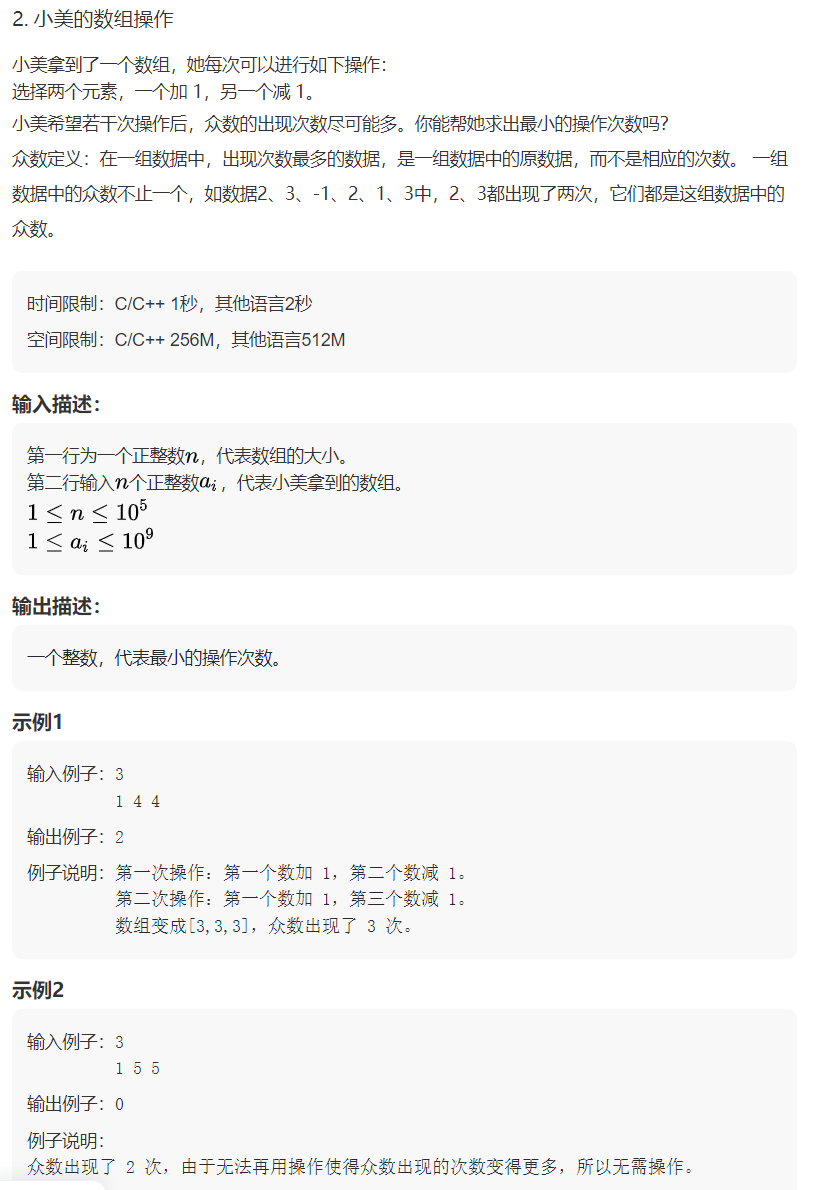 2. 小美的数组操作
小美拿到了一个数组，她每次可以进行如下操作：
选择两个元素，一个加 1，另一个减 1。
小美希望若干次操作后，众数的出现次数尽可能多。你能帮她求出最小的操作次数吗？
众数定义：在一组数据中，出现次数最多的数据，是一组数据中的原数据，而不是相应的次数。 一组
数据中的众数不止一个，如数据2、3、-1、2、1、3中，2、3都出现了两次，它们都是这组数据中的
众数。
时间限制：C/C++ 1秒，其他语言2秒
空间限制：C/C++ 256M，其他语言512M
输入描述：
第一行为一个正整数n，代表数组的大小。
第二行输入n个正整数aᵢ，代表小美拿到的数组。
1 ≤ n ≤ 10⁵
1 ≤ aᵢ ≤ 10⁹
输出描述：
一个整数，代表最小的操作次数。
示例1
输入例子：3
1 4 4
输出例子：2
例子说明：第一次操作：第一个数加 1，第二个数减 1。
第二次操作：第一个数加 1，第三个数减 1。
数组变成[3,3,3]，众数出现了 3 次。
示例2
输入例子：3
1 5 5
输出例子：0
例子说明：
众数出现了 2 次，由于无法再用操作使得众数出现的次数变得更多，所以无需操作。